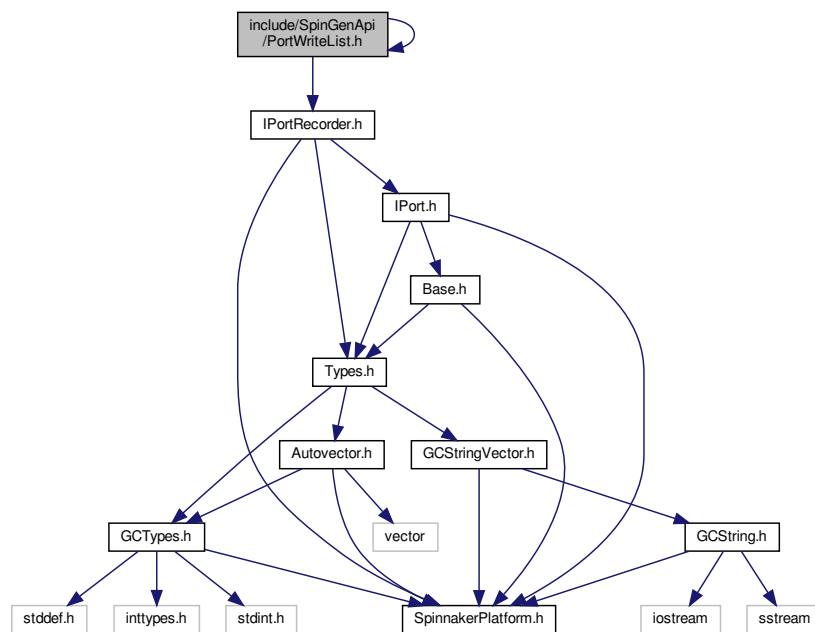 include/SpinGenApi
/PortWriteList.h
IPortRecorder.h
IPort.h
Base.h
Types.h
Autovector.h
GCStringVector.h
GCTypes.h
vector
GCString.h
stddef.h
inttypes.h
stdint.h
SpinnakerPlatform.h
iostream
sstream